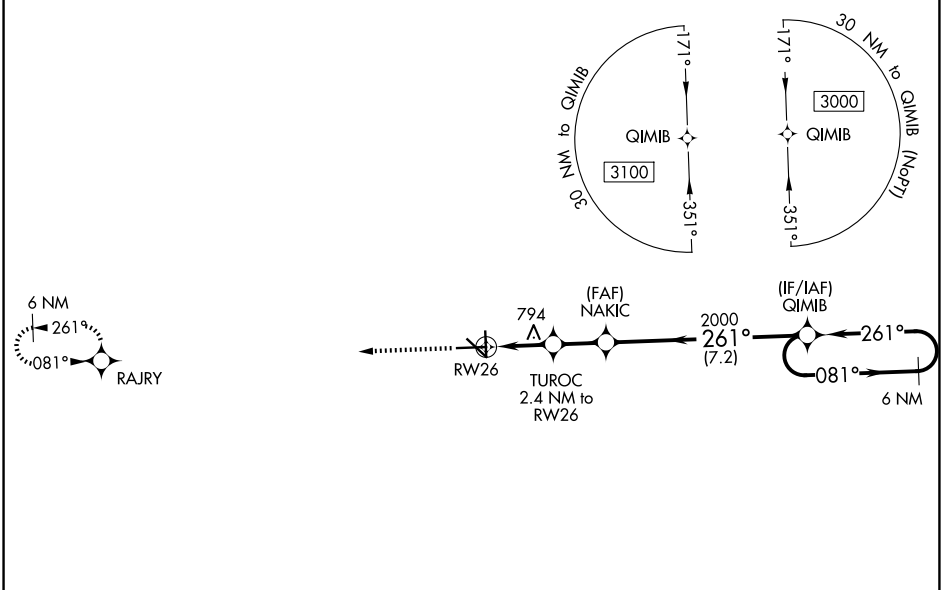 30 NM to QIMIB
171°
QIMIB
3100
351°
30 NM to QIMIB (NoPT)
171°
3000
QIMIB
351°
6 NM
261°
081°
RAJRY
RW26
794
TUROC
2.4 NM to
RW26
(FAF)
NAKIC
2000
261°
(7.2)
(IF/IAF)
QIMIB
261°
081°
6 NM